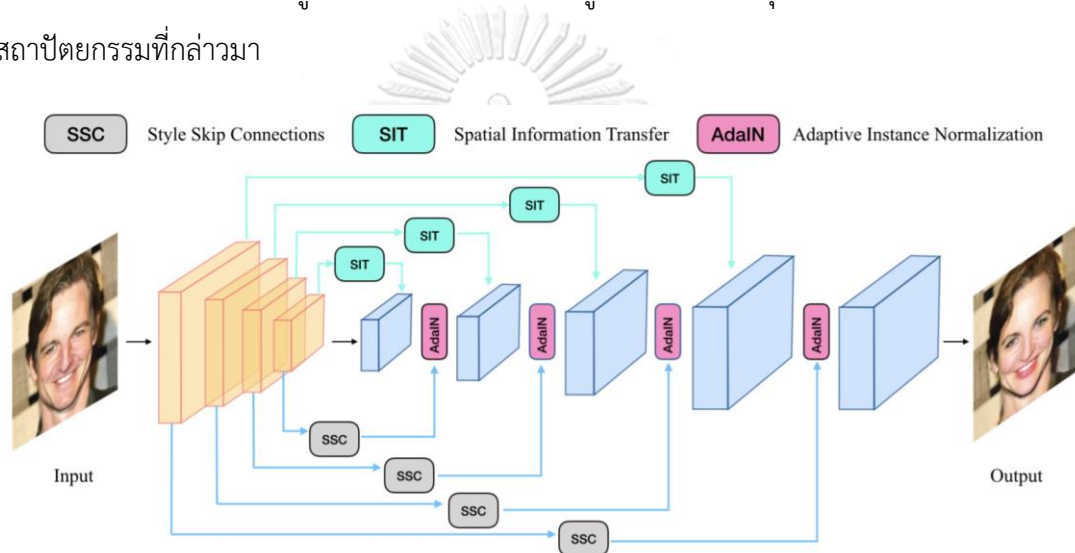 สถาปัตยกรรมที่กล่าวมา
SSC Style Skip Connections SIT Spatial Information Transfer AdaIN Adaptive Instance Normalization
SIT
SIT
SIT
SIT
AdaIN
AdaIN
AdaIN
AdaIN
SSC
SSC
SSC
SSC
Input
Output